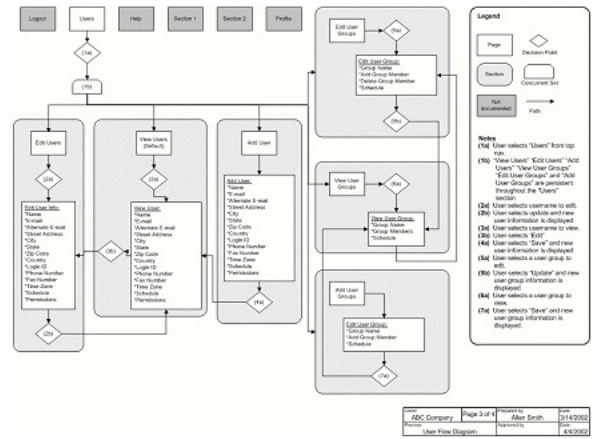 Logout
Users
Help
Section 1
Section 2
Profile
(1a)
(1b)
Edit Users
(2a)
Edit User Info:
*Name
*E-mail
*Alternate E-mail
*Street Address
*City
*State
*Zip Code
*Country
*Login ID
*Phone Number
*Fax Number
*Time Zone
*Schedule
*Permissions
(2b)
View Users
(Default)
(3a)
View User:
*Name
*E-mail
*Alternate E-mail
*Street Address
*City
*State
*Zip Code
*Country
*Login ID
*Phone Number
*Fax Number
*Time Zone
*Schedule
*Permissions
(3b)
Add User
Add User:
*Name
*E-mail
*Alternate E-mail
*Street Address
*City
*State
*Zip Code
*Country
*Login ID
*Phone Number
*Fax Number
*Time Zone
*Schedule
*Permissions
(4a)
Edit User
Groups
(5a)
Edit User Group:
*Group Name
*Add Group Member
*Delete Group Member
*Schedule
(5b)
View User
Groups
(6a)
View User Group:
*Group Name
*Group Members
*Schedule
Add User
Groups
Edit User Group:
*Group Name
*Add Group Member
*Schedule
(7a)
Legend
Page
Decision Point
Section
Concurrent Set
Not
documented
Path
Notes
(1a) User selects "Users" from top
nav.
(1b) "View Users" "Edit Users" "Add
Users" "View User Groups"
"Edit User Groups" and "Add
User Groups" are persistent
throughout the "Users"
section.
(2a) User selects username to edit.
(2b) User selects update and new
user information is displayed.
(3a) User selects username to view.
(3b) User selects "Edit"
(4a) User selects "Save" and new
user information is displayed.
(5a) User selects a user group to
edit.
(5b) User selects "Update" and new
user group information is
displayed.
(6a) User selects a user group to
view.
(7a) User selects "Save" and new
user group information is
displayed.
ABC Company
Page 3 of 4
Prepared by
Allen Smith
Date
3/14/2002
Process
User Flow Diagram
Approved by
Date
4/4/2002